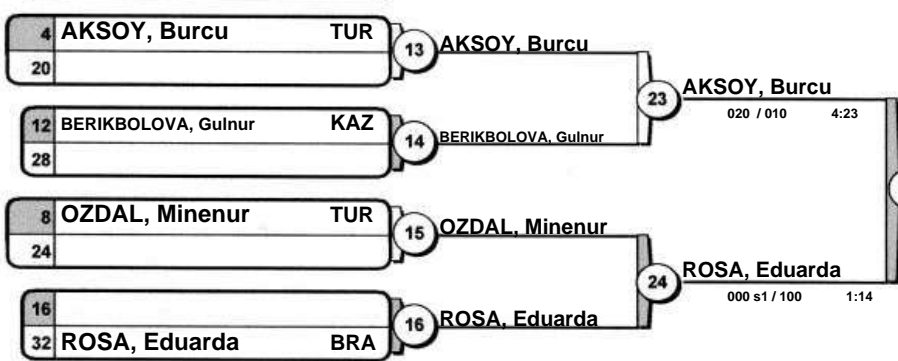 4 AKSOY, Burcu TUR
20
13 AKSOY, Burcu
12 BERIKBOLOVA, Gulnur KAZ
28
14 BERIKBOLOVA, Gulnur
23 AKSOY, Burcu
020 / 010 4:23
8 OZDAL, Minenur TUR
24
15 OZDAL, Minenur
16
32 ROSA, Eduarda BRA
16 ROSA, Eduarda
24 ROSA, Eduarda
000 s1 / 100 1:14